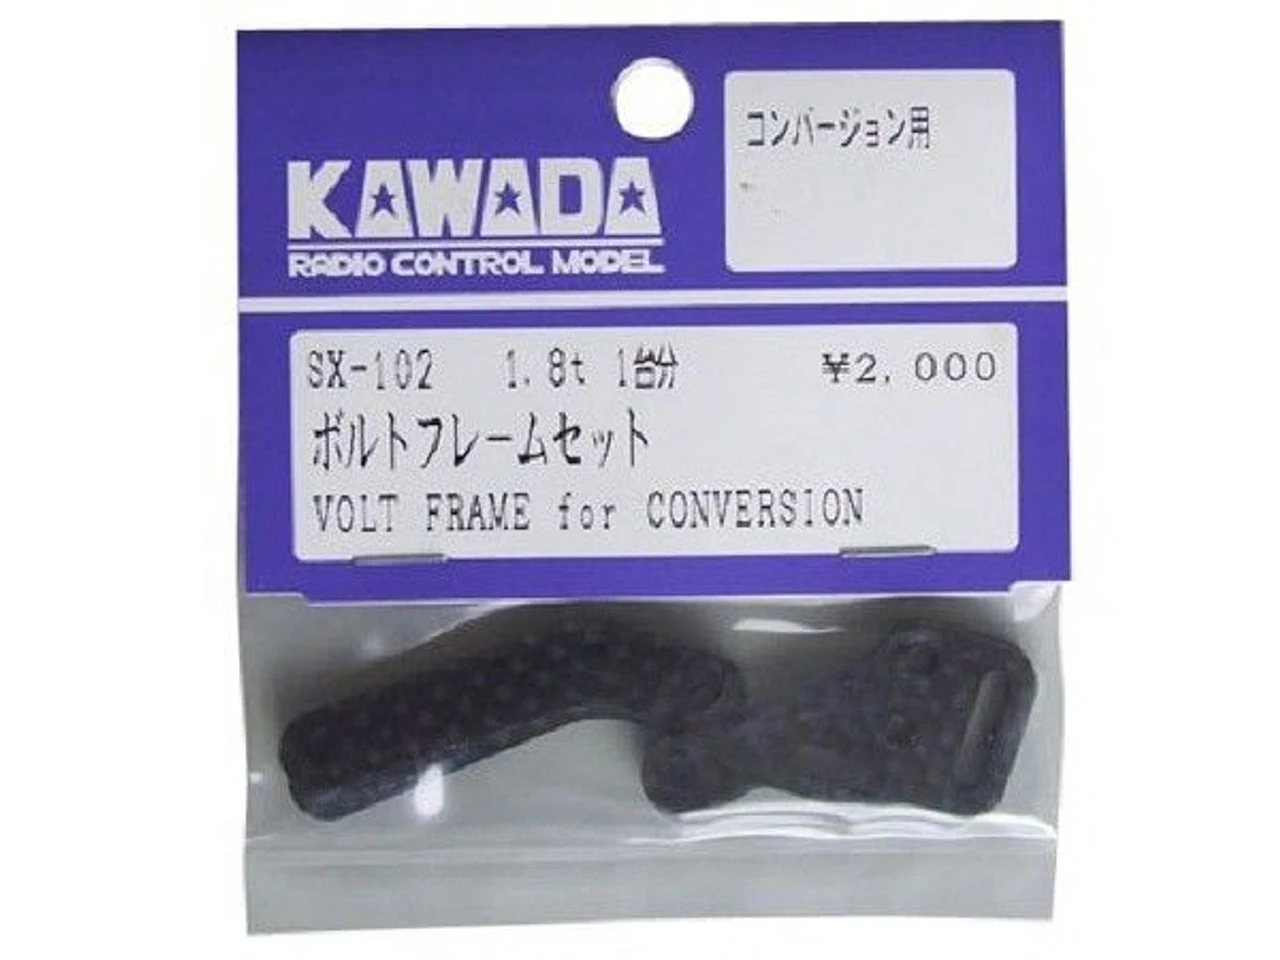 コンバージョン用
KAWADA
RADIO CONTROL MODEL
SX-102 1.8t 1台分 ¥2,000
ボルトフレームセット
VOLT FRAME for CONVERSION